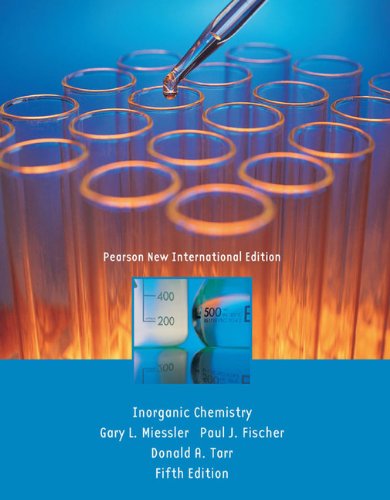 Pearson New International Edition
400
200
500
Inorganic Chemistry
Gary L. Miessler Paul J. Fischer
Donald A. Tarr
Fifth Edition